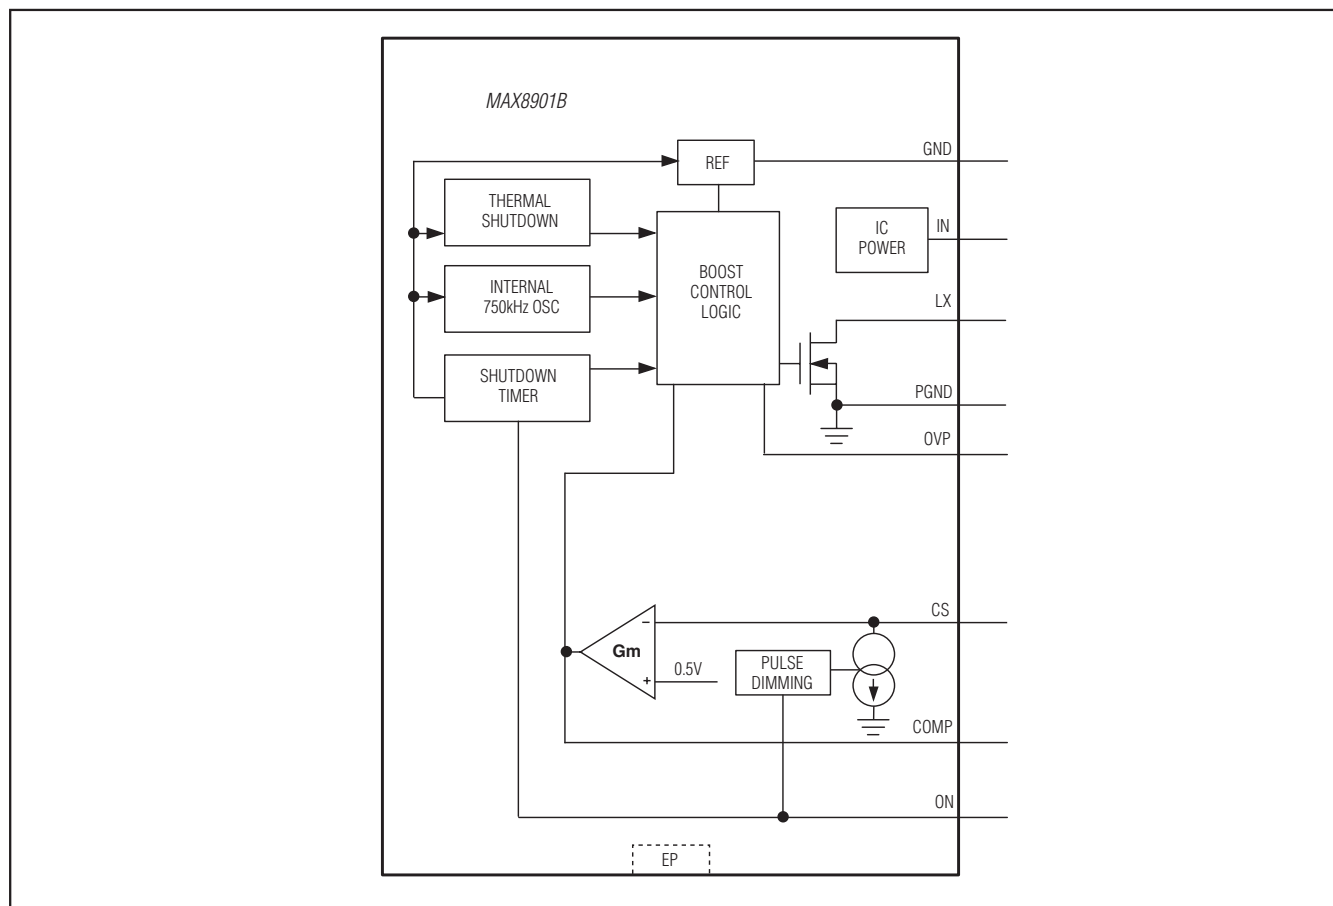 MAX8901B
REF
GND
THERMAL
SHUTDOWN
IC
POWER
IN
INTERNAL
750kHz OSC
BOOST
CONTROL
LOGIC
LX
SHUTDOWN
TIMER
PGND
OVP
CS
−
Gm
+
0.5V
PULSE
DIMMING
COMP
ON
EP